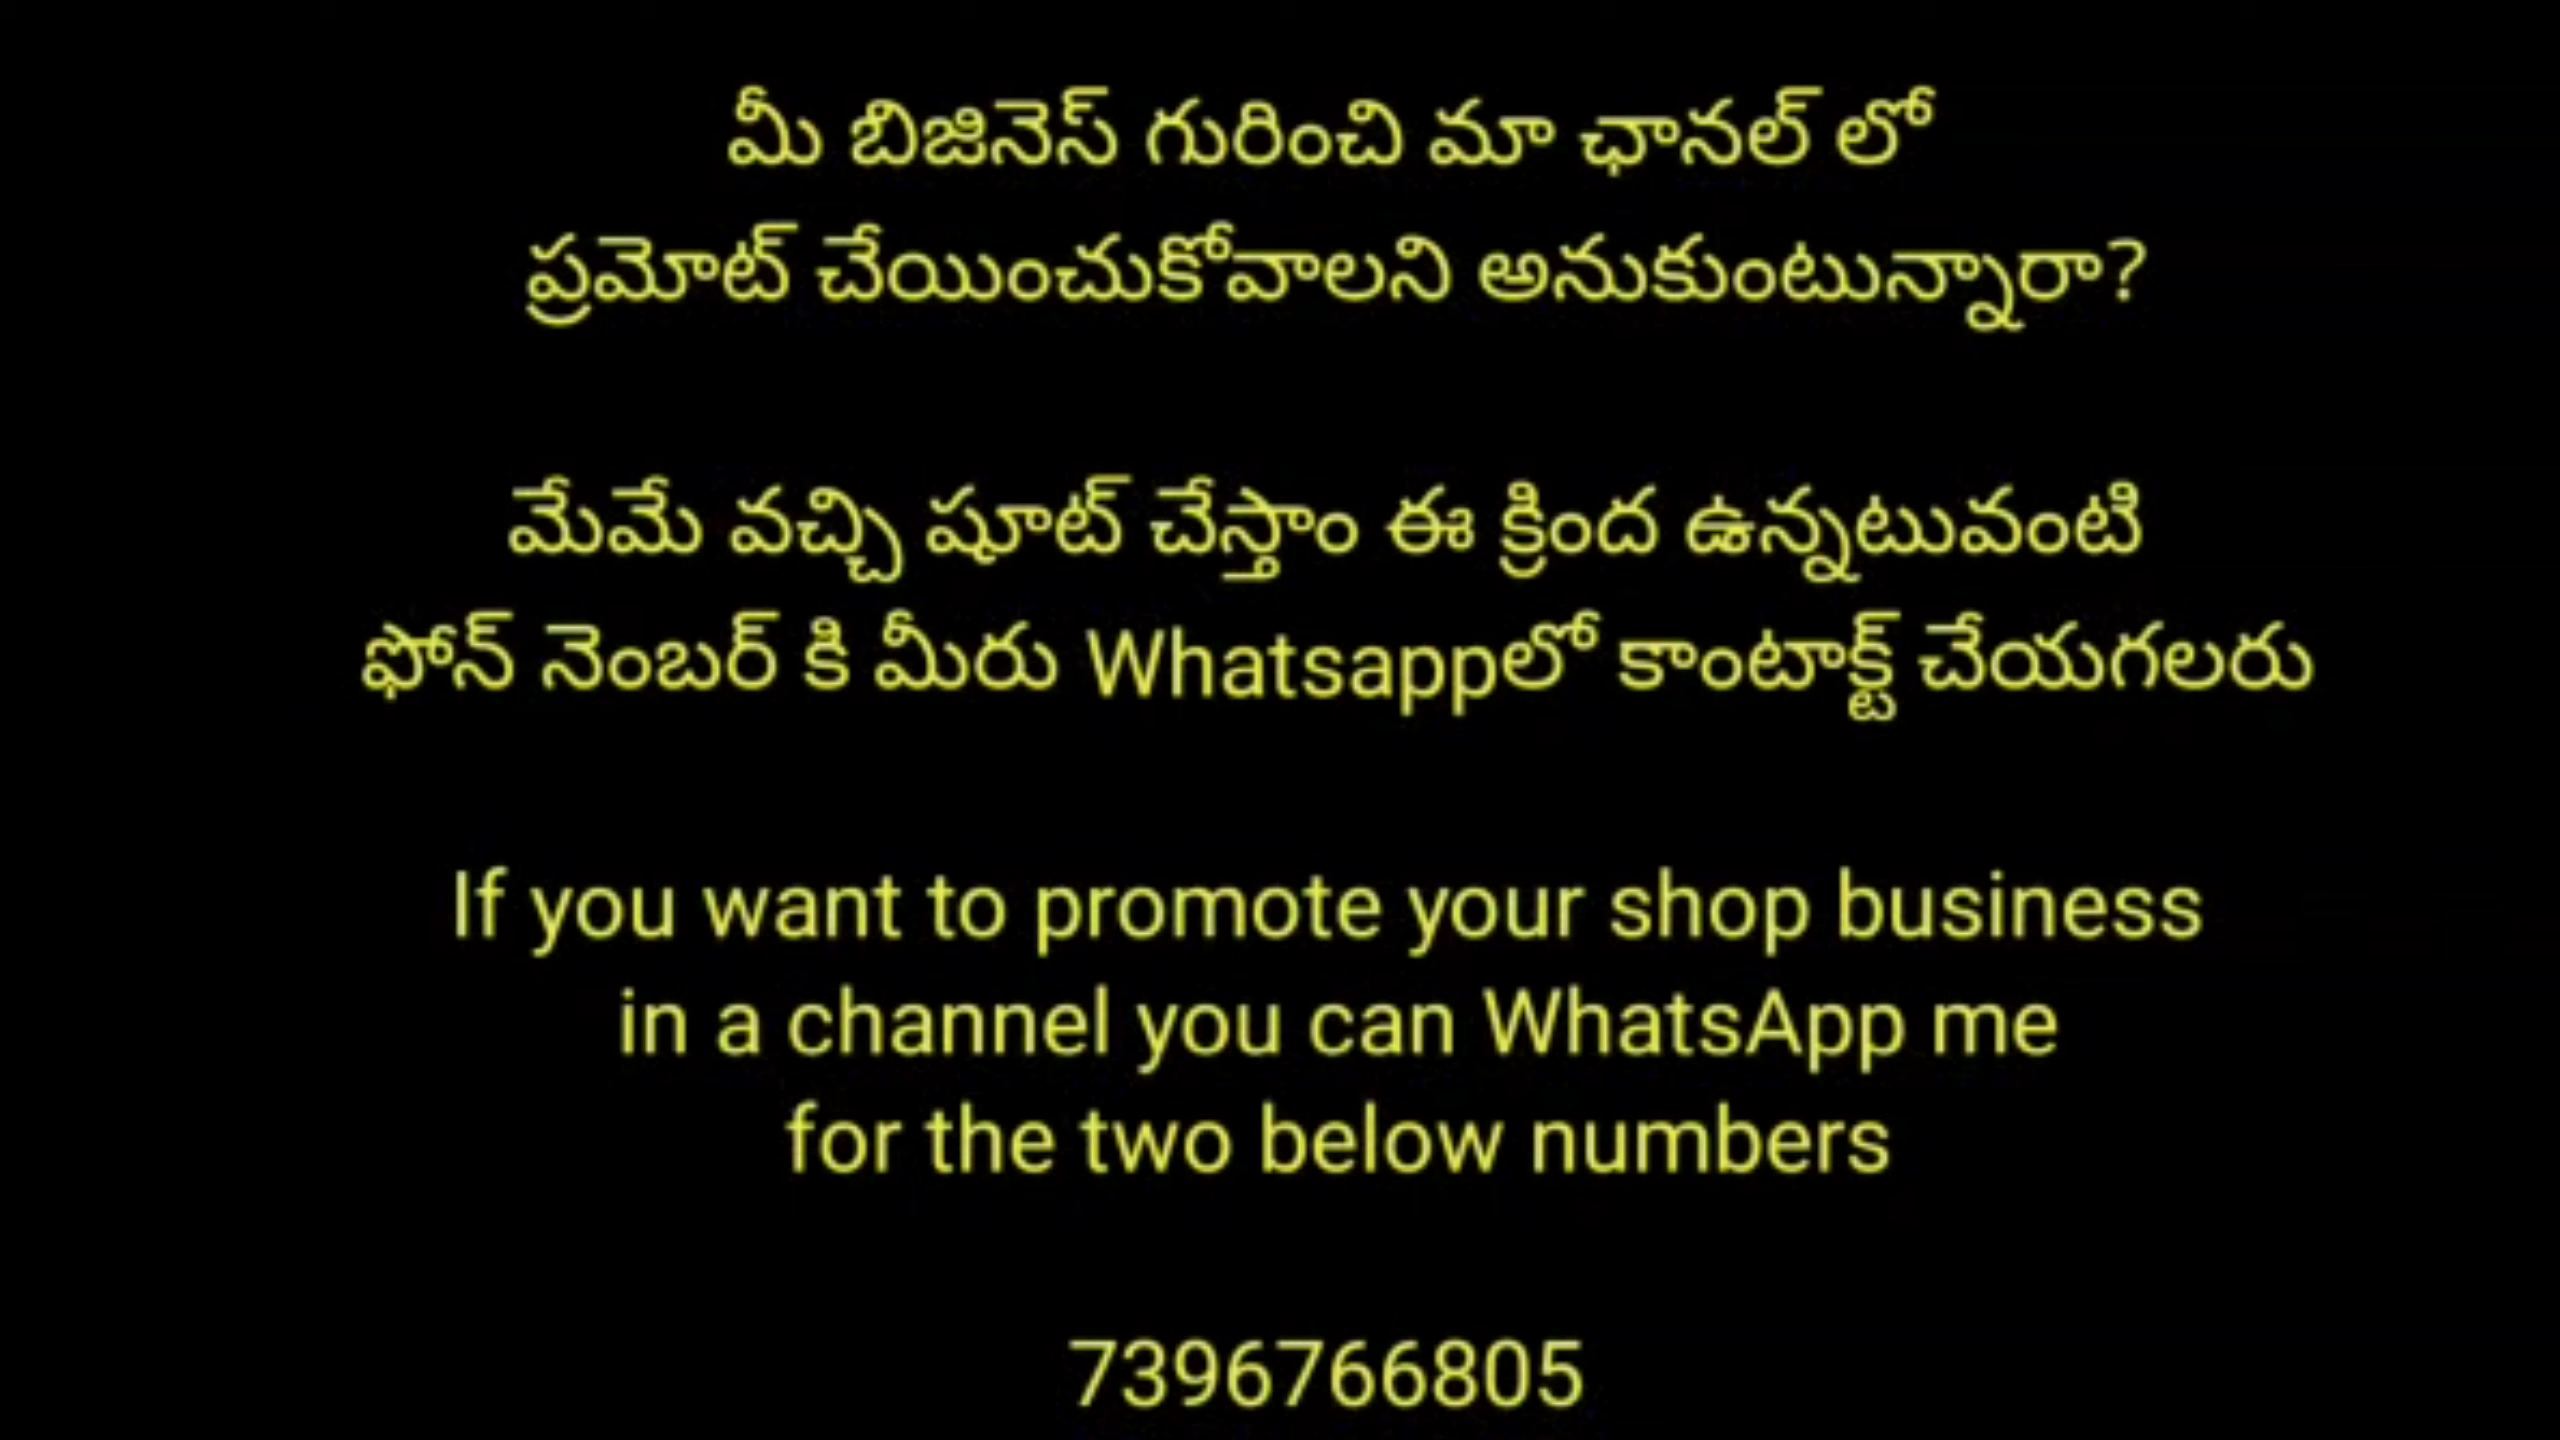 మీ బిజినెస్ గురించి మా ఛానల్ లో
ప్రమోట్ చేయించుకోవాలని అనుకుంటున్నారా?
మేమే వచ్చి షూట్ చేస్తాం ఈ క్రింద ఉన్నటువంటి
ఫోన్ నెంబర్ కి మీరు Whatsappలో కాంటాక్ట్ చేయగలరు
If you want to promote your shop business
in a channel you can WhatsApp me
for the two below numbers
7396766805